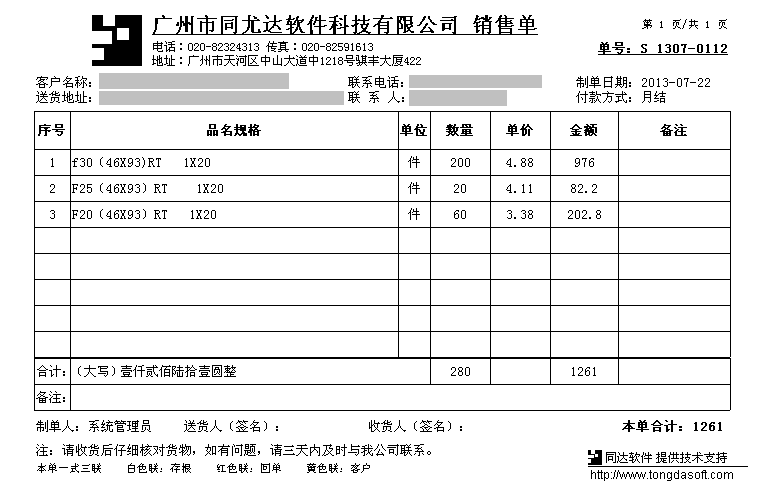 广州市同尤达软件科技有限公司 销售单
第 1 页/共 1 页
电话：020-82324313 传真：020-82591613
单号：S 1307-0112
地址：广州市天河区中山大道中1218号骐丰大厦422
客户名称： 联系电话： 制单日期：2013-07-22
送货地址： 联 系 人： 付款方式：月结
序号 品名规格 单位 数量 单价 金额 备注
1 f30（46X93)RT 1X20 件 200 4.88 976
2 F25（46X93）RT 1X20 件 20 4.11 82.2
3 F20（46X93）RT 1X20 件 60 3.38 202.8
合计：（大写）壹仟贰佰陆拾壹圆整 280 1261
备注：
制单人：系统管理员 送货人（签名）： 收货人（签名）： 本单合计：1261
注：请收货后仔细核对货物，如有问题，请三天内及时与我公司联系。
同达软件 提供技术支持
本单一式三联 白色联：存根 红色联：回单 黄色联：客户
http://www.tongdasoft.com